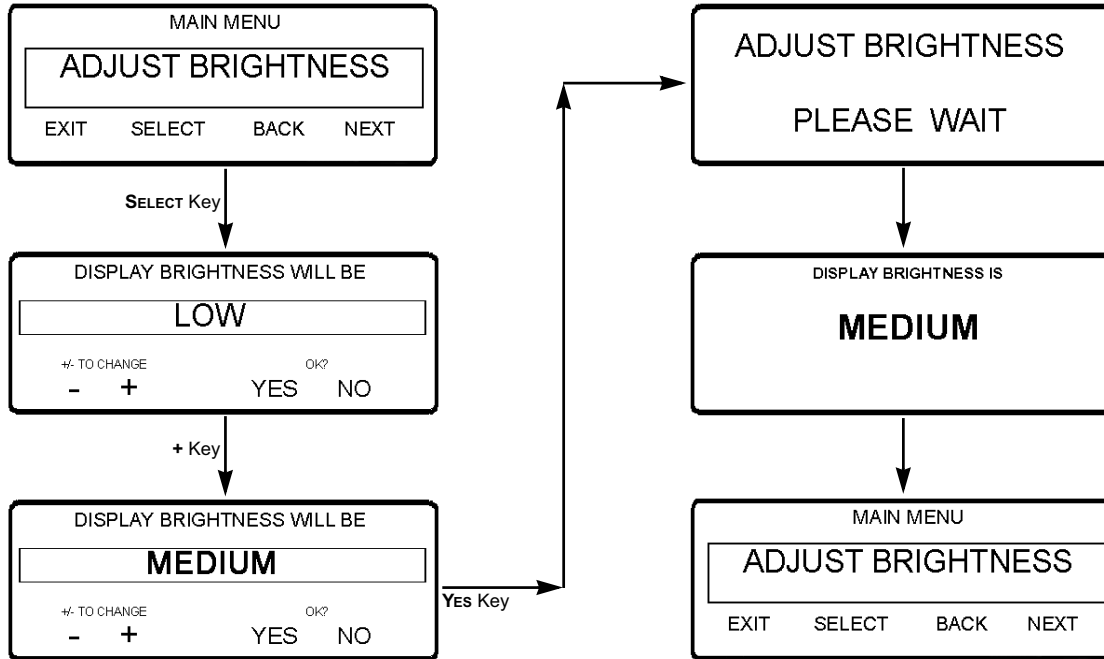 MAIN MENU
ADJUST BRIGHTNESS
EXIT SELECT BACK NEXT
SELECT Key
DISPLAY BRIGHTNESS WILL BE
LOW
+/- TO CHANGE OK?
- + YES NO
+ Key
DISPLAY BRIGHTNESS WILL BE
MEDIUM
+/- TO CHANGE OK?
- + YES NO
YES Key
ADJUST BRIGHTNESS
PLEASE WAIT
DISPLAY BRIGHTNESS IS
MEDIUM
MAIN MENU
ADJUST BRIGHTNESS
EXIT SELECT BACK NEXT